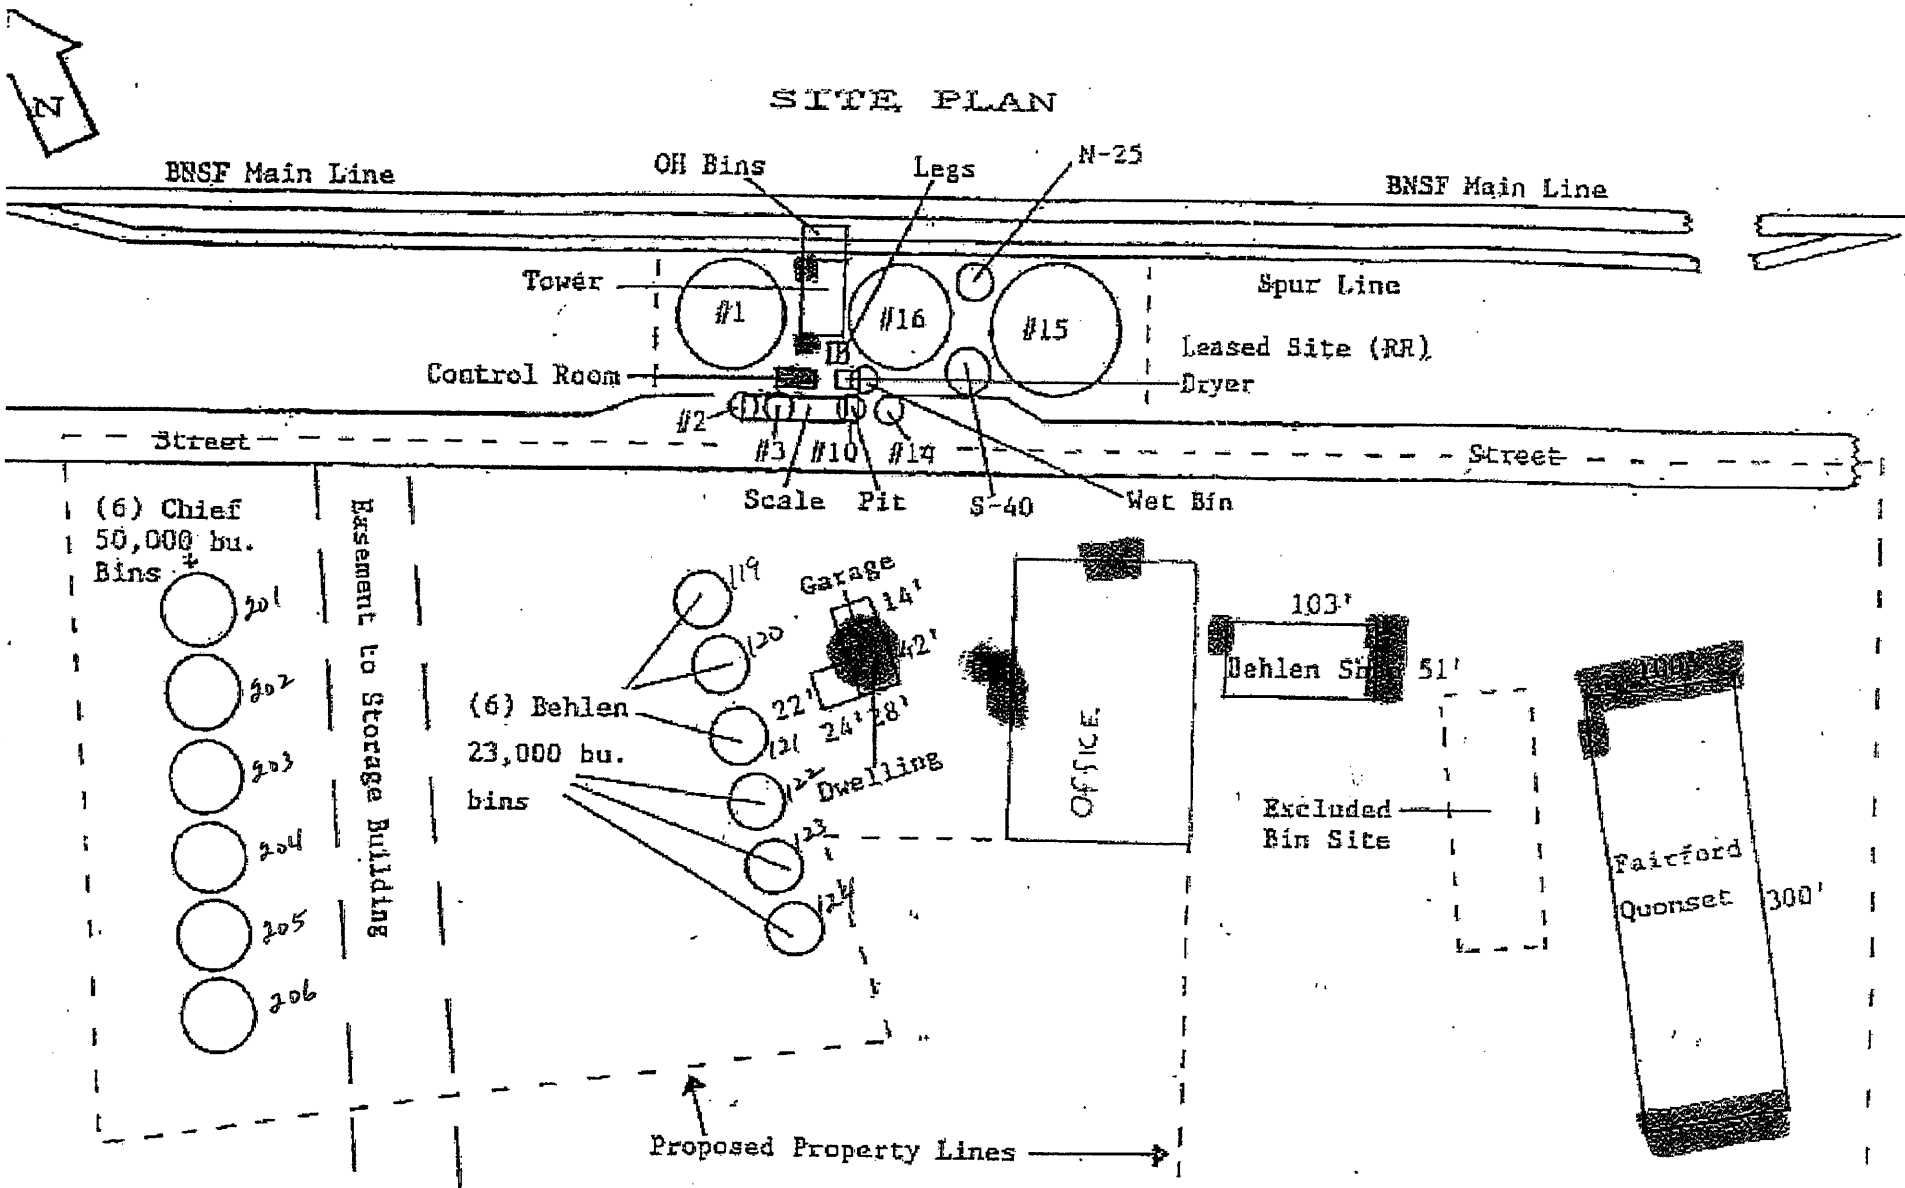 N
SITE PLAN
BNSF Main Line
OH Bins
Legs
N-25
BNSF Main Line
Tower
#1
#16
#15
Spur Line
Leased Site (RR)
Control Room
Dryer
#2
Street
#3
#10
#14
Street
Scale
Pit
S-40
Wet Bin
(6) Chief
50,000 bu.
Bins
201
202
203
204
205
206
Easement to Storage Building
119
120
121
122
123
124
(6) Behlen
23,000 bu.
bins
Garage
14'
42'
22'
24'
28'
Dwelling
OFFICE
103'
51'
Excluded
Bin Site
Fairford
Quonset
300'
Proposed Property Lines